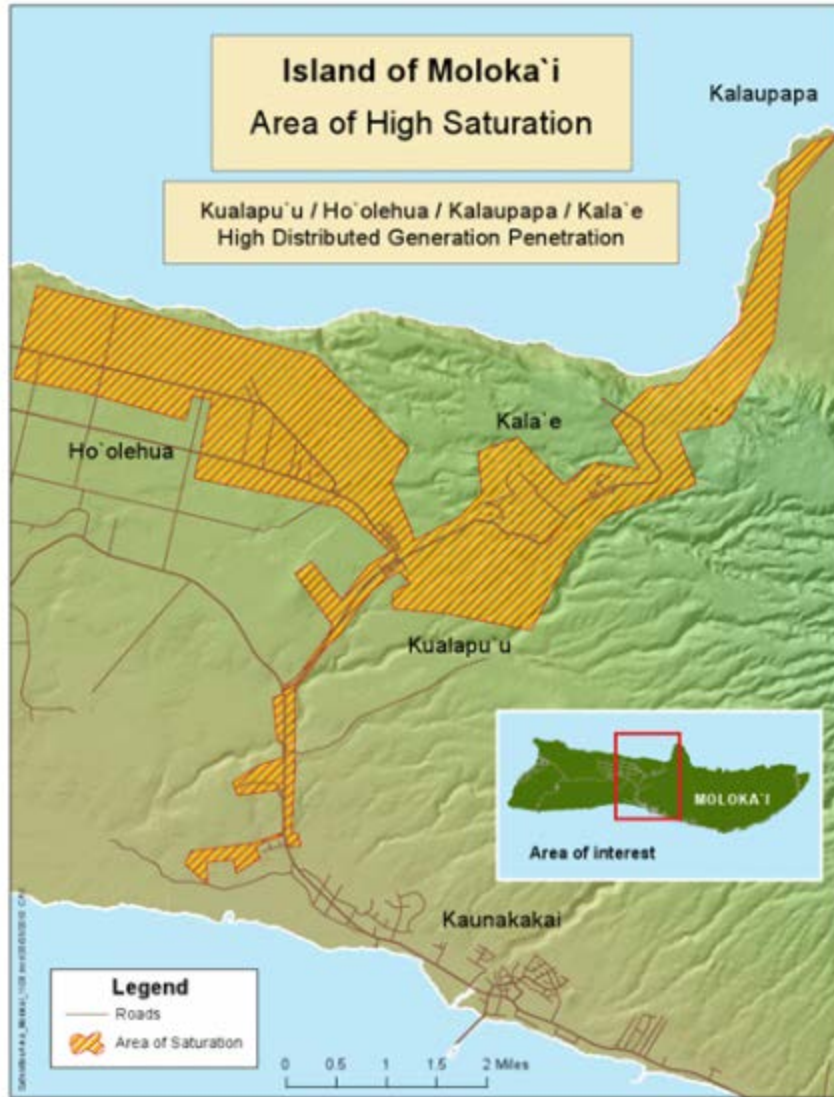 Island of Moloka`i
Area of High Saturation
Kualapu`u / Ho`olehua / Kalaupapa / Kala`e
High Distributed Generation Penetration
Kalaupapa
Kala`e
Ho`olehua
Kualapu`u
MOLOKA`I
Area of interest
Kaunakakai
Legend
Roads
Area of Saturation
0 0.5 1 1.5 2 Miles